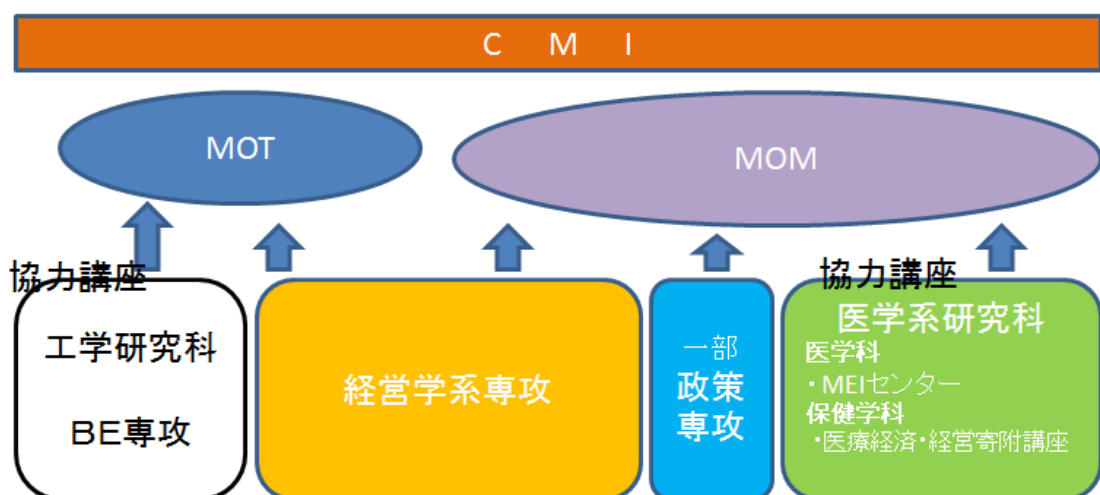 C M I
MOT
MOM
協力講座
工学研究科
BE専攻
経営学系専攻
一部
政策
専攻
協力講座
医学系研究科
医学科
・MEIセンター
保健学科
・医療経済・経営寄附講座